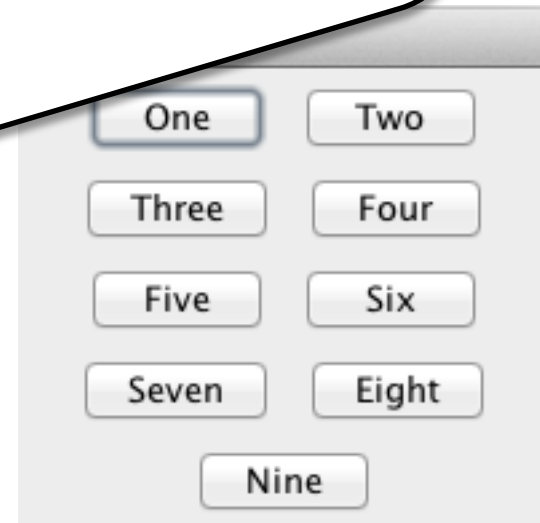 One Two
Three Four
Five Six
Seven Eight
Nine